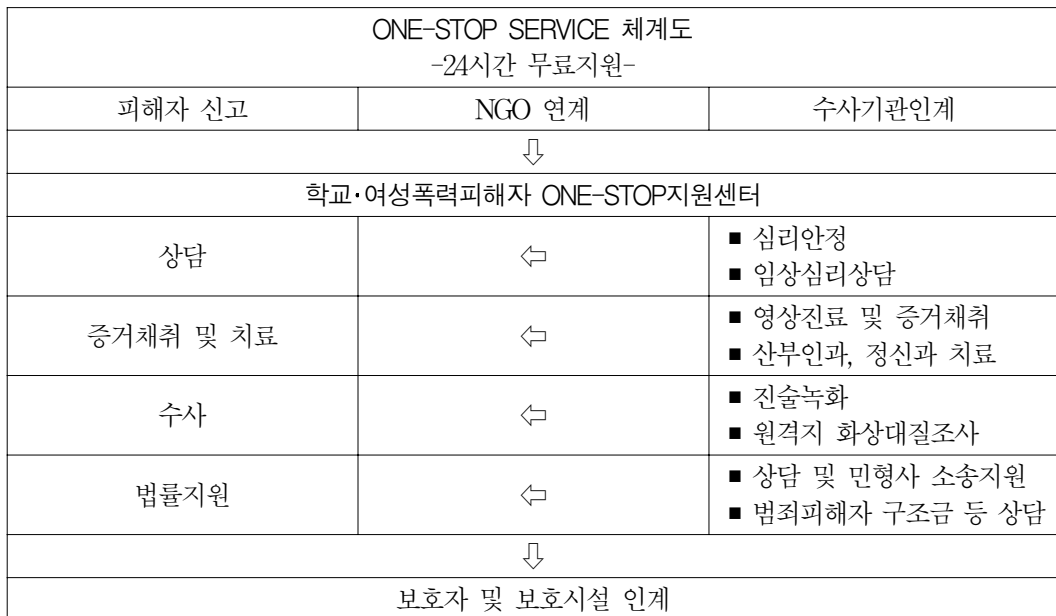 ONE-STOP SERVICE 체계도
-24시간 무료지원-
피해자 신고 NGO 연계 수사기관인계
⇩
학교·여성폭력피해자 ONE-STOP지원센터
상담 ⇦ ■ 심리안정
■ 임상심리상담
증거채취 및 치료 ⇦ ■ 영상진료 및 증거채취
■ 산부인과, 정신과 치료
수사 ⇦ ■ 진술녹화
■ 원격지 화상대질조사
법률지원 ⇦ ■ 상담 및 민형사 소송지원
■ 범죄피해자 구조금 등 상담
⇩
보호자 및 보호시설 인계